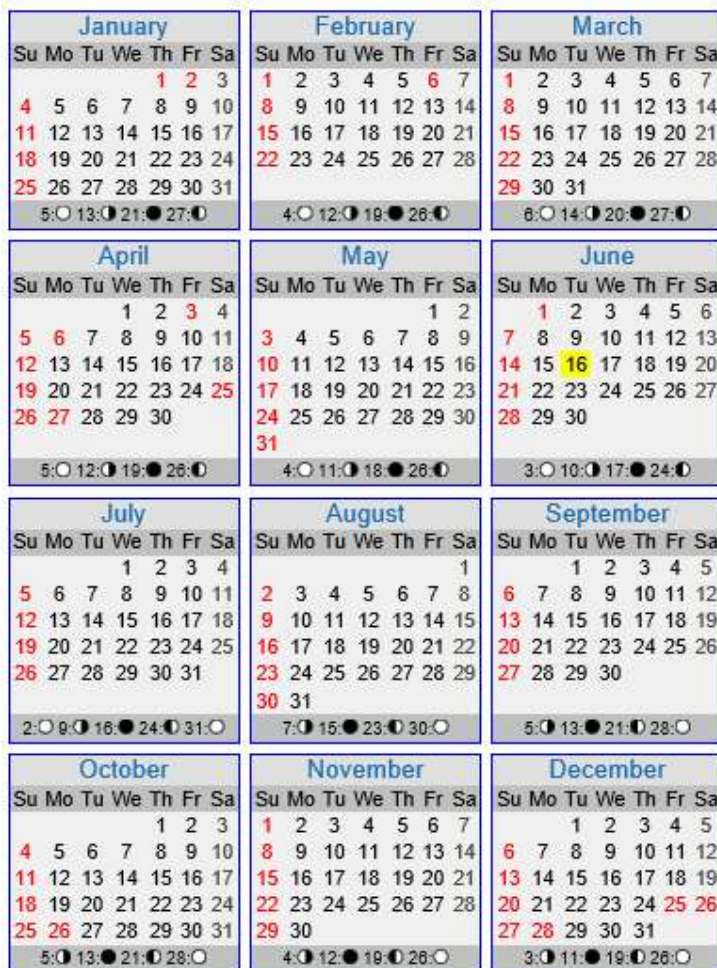 January
Su Mo Tu We Th Fr Sa
1 2 3
4 5 6 7 8 9 10
11 12 13 14 15 16 17
18 19 20 21 22 23 24
25 26 27 28 29 30 31
5: 13: 21: 27:
February
Su Mo Tu We Th Fr Sa
1 2 3 4 5 6 7
8 9 10 11 12 13 14
15 16 17 18 19 20 21
22 23 24 25 26 27 28
4: 12: 19: 26:
March
Su Mo Tu We Th Fr Sa
1 2 3 4 5 6 7
8 9 10 11 12 13 14
15 16 17 18 19 20 21
22 23 24 25 26 27 28
29 30 31
6: 14: 20: 27:
April
Su Mo Tu We Th Fr Sa
1 2 3 4
5 6 7 8 9 10 11
12 13 14 15 16 17 18
19 20 21 22 23 24 25
26 27 28 29 30
5: 12: 19: 26:
May
Su Mo Tu We Th Fr Sa
1 2
3 4 5 6 7 8 9
10 11 12 13 14 15 16
17 18 19 20 21 22 23
24 25 26 27 28 29 30
31
4: 11: 18: 26:
June
Su Mo Tu We Th Fr Sa
1 2 3 4 5 6
7 8 9 10 11 12 13
14 15 16 17 18 19 20
21 22 23 24 25 26 27
28 29 30
3: 10: 17: 24:
July
Su Mo Tu We Th Fr Sa
1 2 3 4
5 6 7 8 9 10 11
12 13 14 15 16 17 18
19 20 21 22 23 24 25
26 27 28 29 30 31
2: 9: 16: 24: 31:
August
Su Mo Tu We Th Fr Sa
1
2 3 4 5 6 7 8
9 10 11 12 13 14 15
16 17 18 19 20 21 22
23 24 25 26 27 28 29
30 31
7: 15: 23: 30:
September
Su Mo Tu We Th Fr Sa
1 2 3 4 5
6 7 8 9 10 11 12
13 14 15 16 17 18 19
20 21 22 23 24 25 26
27 28 29 30
5: 13: 21: 28:
October
Su Mo Tu We Th Fr Sa
1 2 3
4 5 6 7 8 9 10
11 12 13 14 15 16 17
18 19 20 21 22 23 24
25 26 27 28 29 30 31
5: 13: 21: 28:
November
Su Mo Tu We Th Fr Sa
1 2 3 4 5 6 7
8 9 10 11 12 13 14
15 16 17 18 19 20 21
22 23 24 25 26 27 28
29 30
4: 12: 19: 26:
December
Su Mo Tu We Th Fr Sa
1 2 3 4 5
6 7 8 9 10 11 12
13 14 15 16 17 18 19
20 21 22 23 24 25 26
27 28 29 30 31
3: 11: 19: 26: